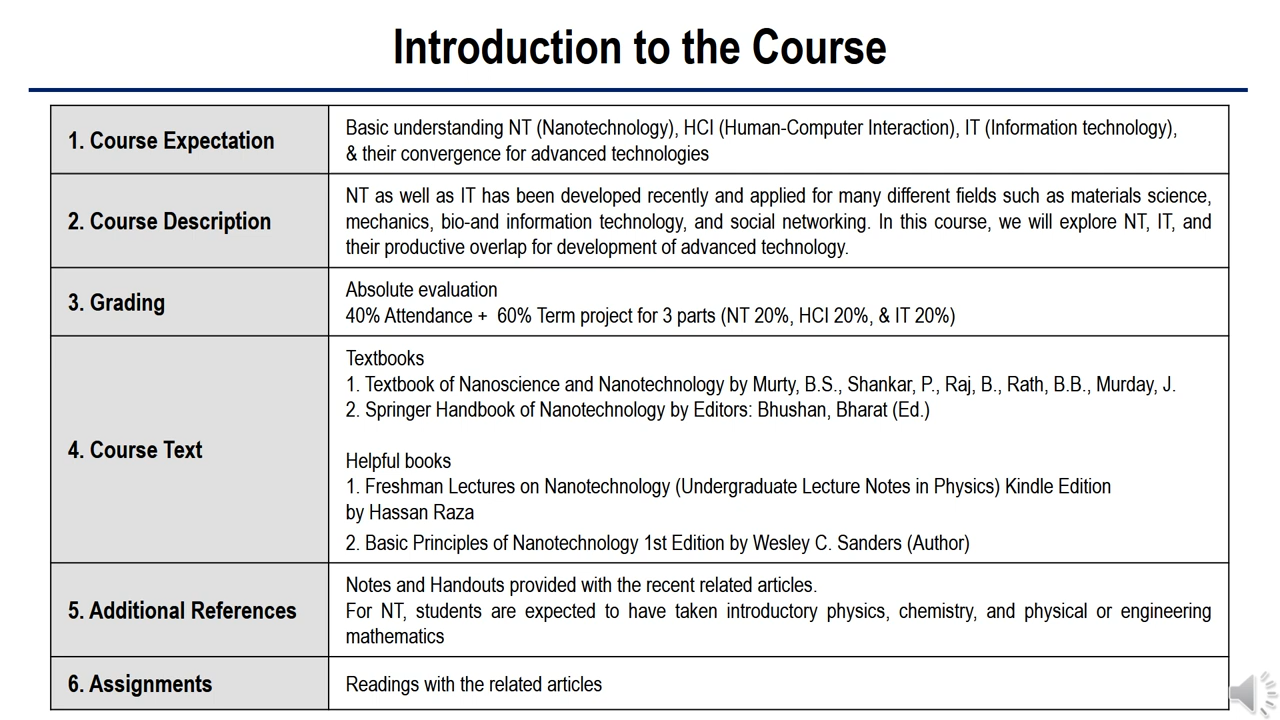 Introduction to the Course
1. Course Expectation
Basic understanding NT (Nanotechnology), HCI (Human-Computer Interaction), IT (Information technology),
& their convergence for advanced technologies
2. Course Description
NT as well as IT has been developed recently and applied for many different fields such as materials science,
mechanics, bio-and information technology, and social networking. In this course, we will explore NT, IT, and
their productive overlap for development of advanced technology.
3. Grading
Absolute evaluation
40% Attendance + 60% Term project for 3 parts (NT 20%, HCI 20%, & IT 20%)
4. Course Text
Textbooks
1. Textbook of Nanoscience and Nanotechnology by Murty, B.S., Shankar, P., Raj, B., Rath, B.B., Murday, J.
2. Springer Handbook of Nanotechnology by Editors: Bhushan, Bharat (Ed.)
Helpful books
1. Freshman Lectures on Nanotechnology (Undergraduate Lecture Notes in Physics) Kindle Edition
by Hassan Raza
2. Basic Principles of Nanotechnology 1st Edition by Wesley C. Sanders (Author)
5. Additional References
Notes and Handouts provided with the recent related articles.
For NT, students are expected to have taken introductory physics, chemistry, and physical or engineering
mathematics
6. Assignments
Readings with the related articles